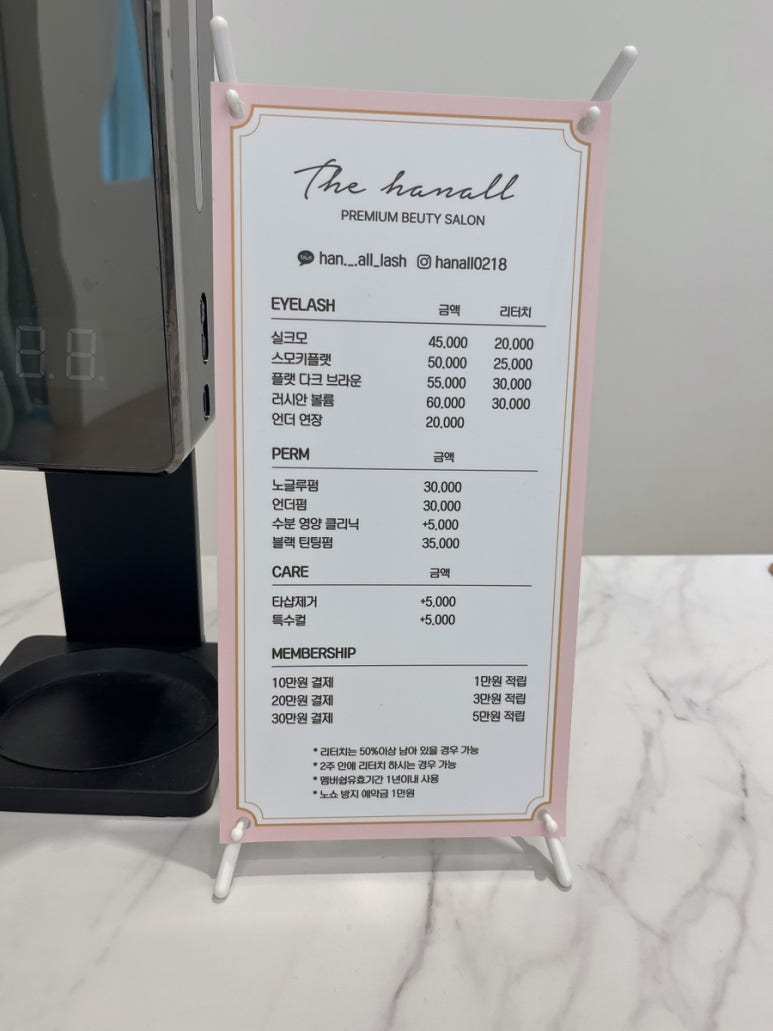 The hanall
PREMIUM BEUTY SALON
TALK han._.all_lash hanall0218
EYELASH 금액 리터치
실크모 45,000 20,000
스모키플랫 50,000 25,000
플랫 다크 브라운 55,000 30,000
러시안 볼륨 60,000 30,000
언더 연장 20,000
PERM 금액
노글루펌 30,000
언더펌 30,000
수분 영양 클리닉 +5,000
블랙 틴팅펌 35,000
CARE 금액
타샵제거 +5,000
특수컬 +5,000
MEMBERSHIP
10만원 결제 1만원 적립
20만원 결제 3만원 적립
30만원 결제 5만원 적립
* 리터치는 50%이상 남아 있을 경우 가능
* 2주 안에 리터치 하시는 경우 가능
* 멤버쉽유효기간 1년이내 사용
* 노쇼 방지 예약금 1만원
8.8.